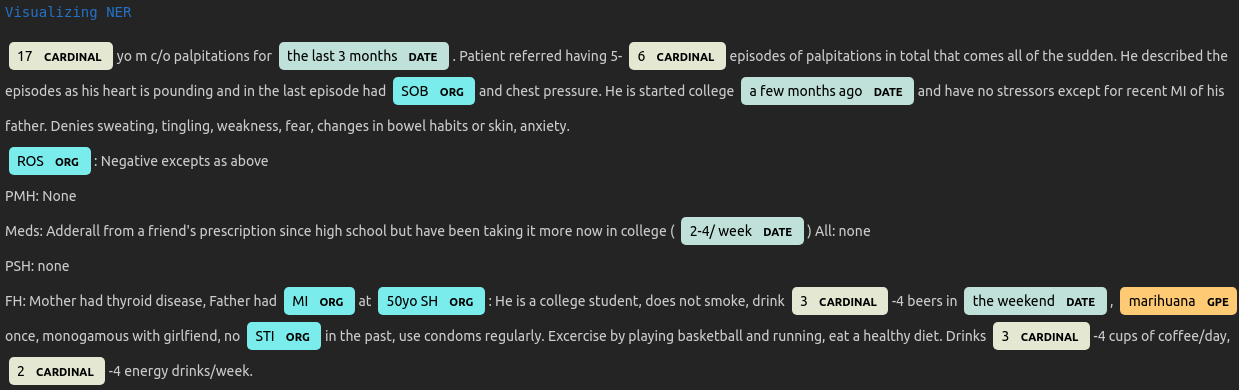 Visualizing NER
17 CARDINAL yo m c/o palpitations for the last 3 months DATE . Patient referred having 5- 6 CARDINAL episodes of palpitations in total that comes all of the sudden. He described the
episodes as his heart is pounding and in the last episode had SOB ORG and chest pressure. He is started college a few months ago DATE and have no stressors except for recent MI of his
father. Denies sweating, tingling, weakness, fear, changes in bowel habits or skin, anxiety.
ROS ORG : Negative excepts as above
PMH: None
Meds: Adderall from a friend's prescription since high school but have been taking it more now in college ( 2-4/ week DATE ) All: none
PSH: none
FH: Mother had thyroid disease, Father had MI ORG at 50yo SH ORG : He is a college student, does not smoke, drink 3 CARDINAL -4 beers in the weekend DATE , marihuana GPE
once, monogamous with girlfiend, no STI ORG in the past, use condoms regularly. Excercise by playing basketball and running, eat a healthy diet. Drinks 3 CARDINAL -4 cups of coffee/day,
2 CARDINAL -4 energy drinks/week.